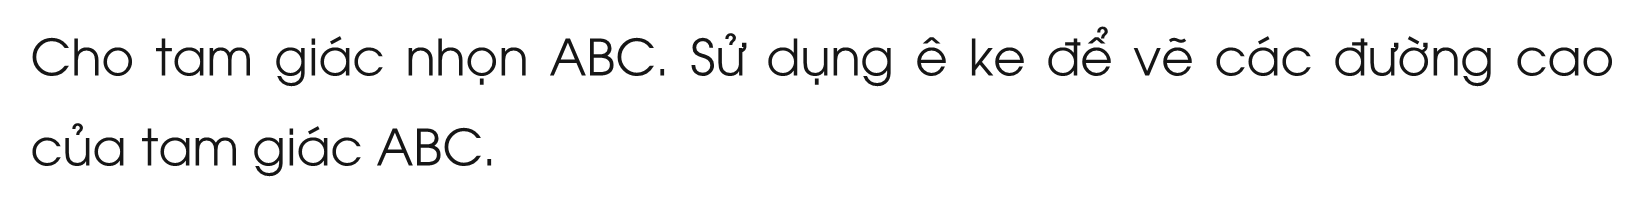 Cho tam giác nhọn ABC. Sử dụng ê ke để vẽ các đường cao
của tam giác ABC.